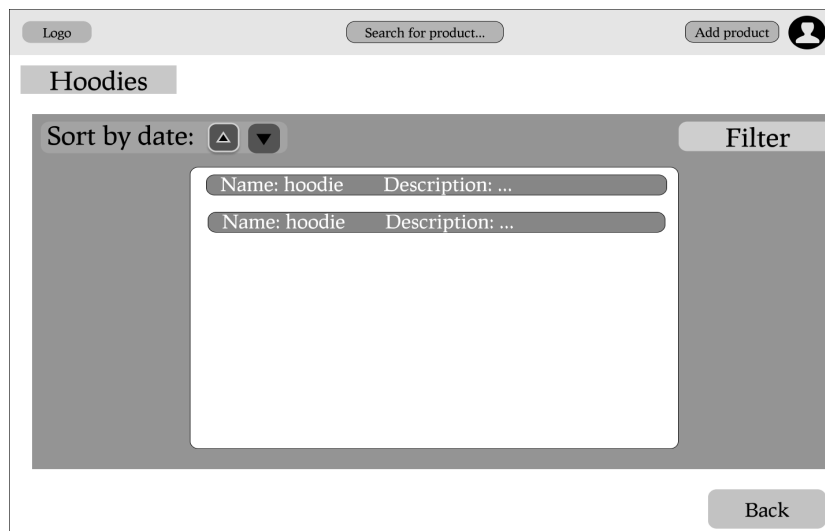 Logo
Search for product...
Add product
Hoodies
Sort by date:
Filter
Name: hoodie Description: ...
Name: hoodie Description: ...
Back